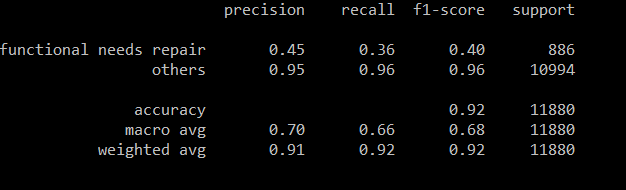 precision recall f1-score support
functional needs repair 0.45 0.36 0.40 886
others 0.95 0.96 0.96 10994
accuracy 0.92 11880
macro avg 0.70 0.66 0.68 11880
weighted avg 0.91 0.92 0.92 11880